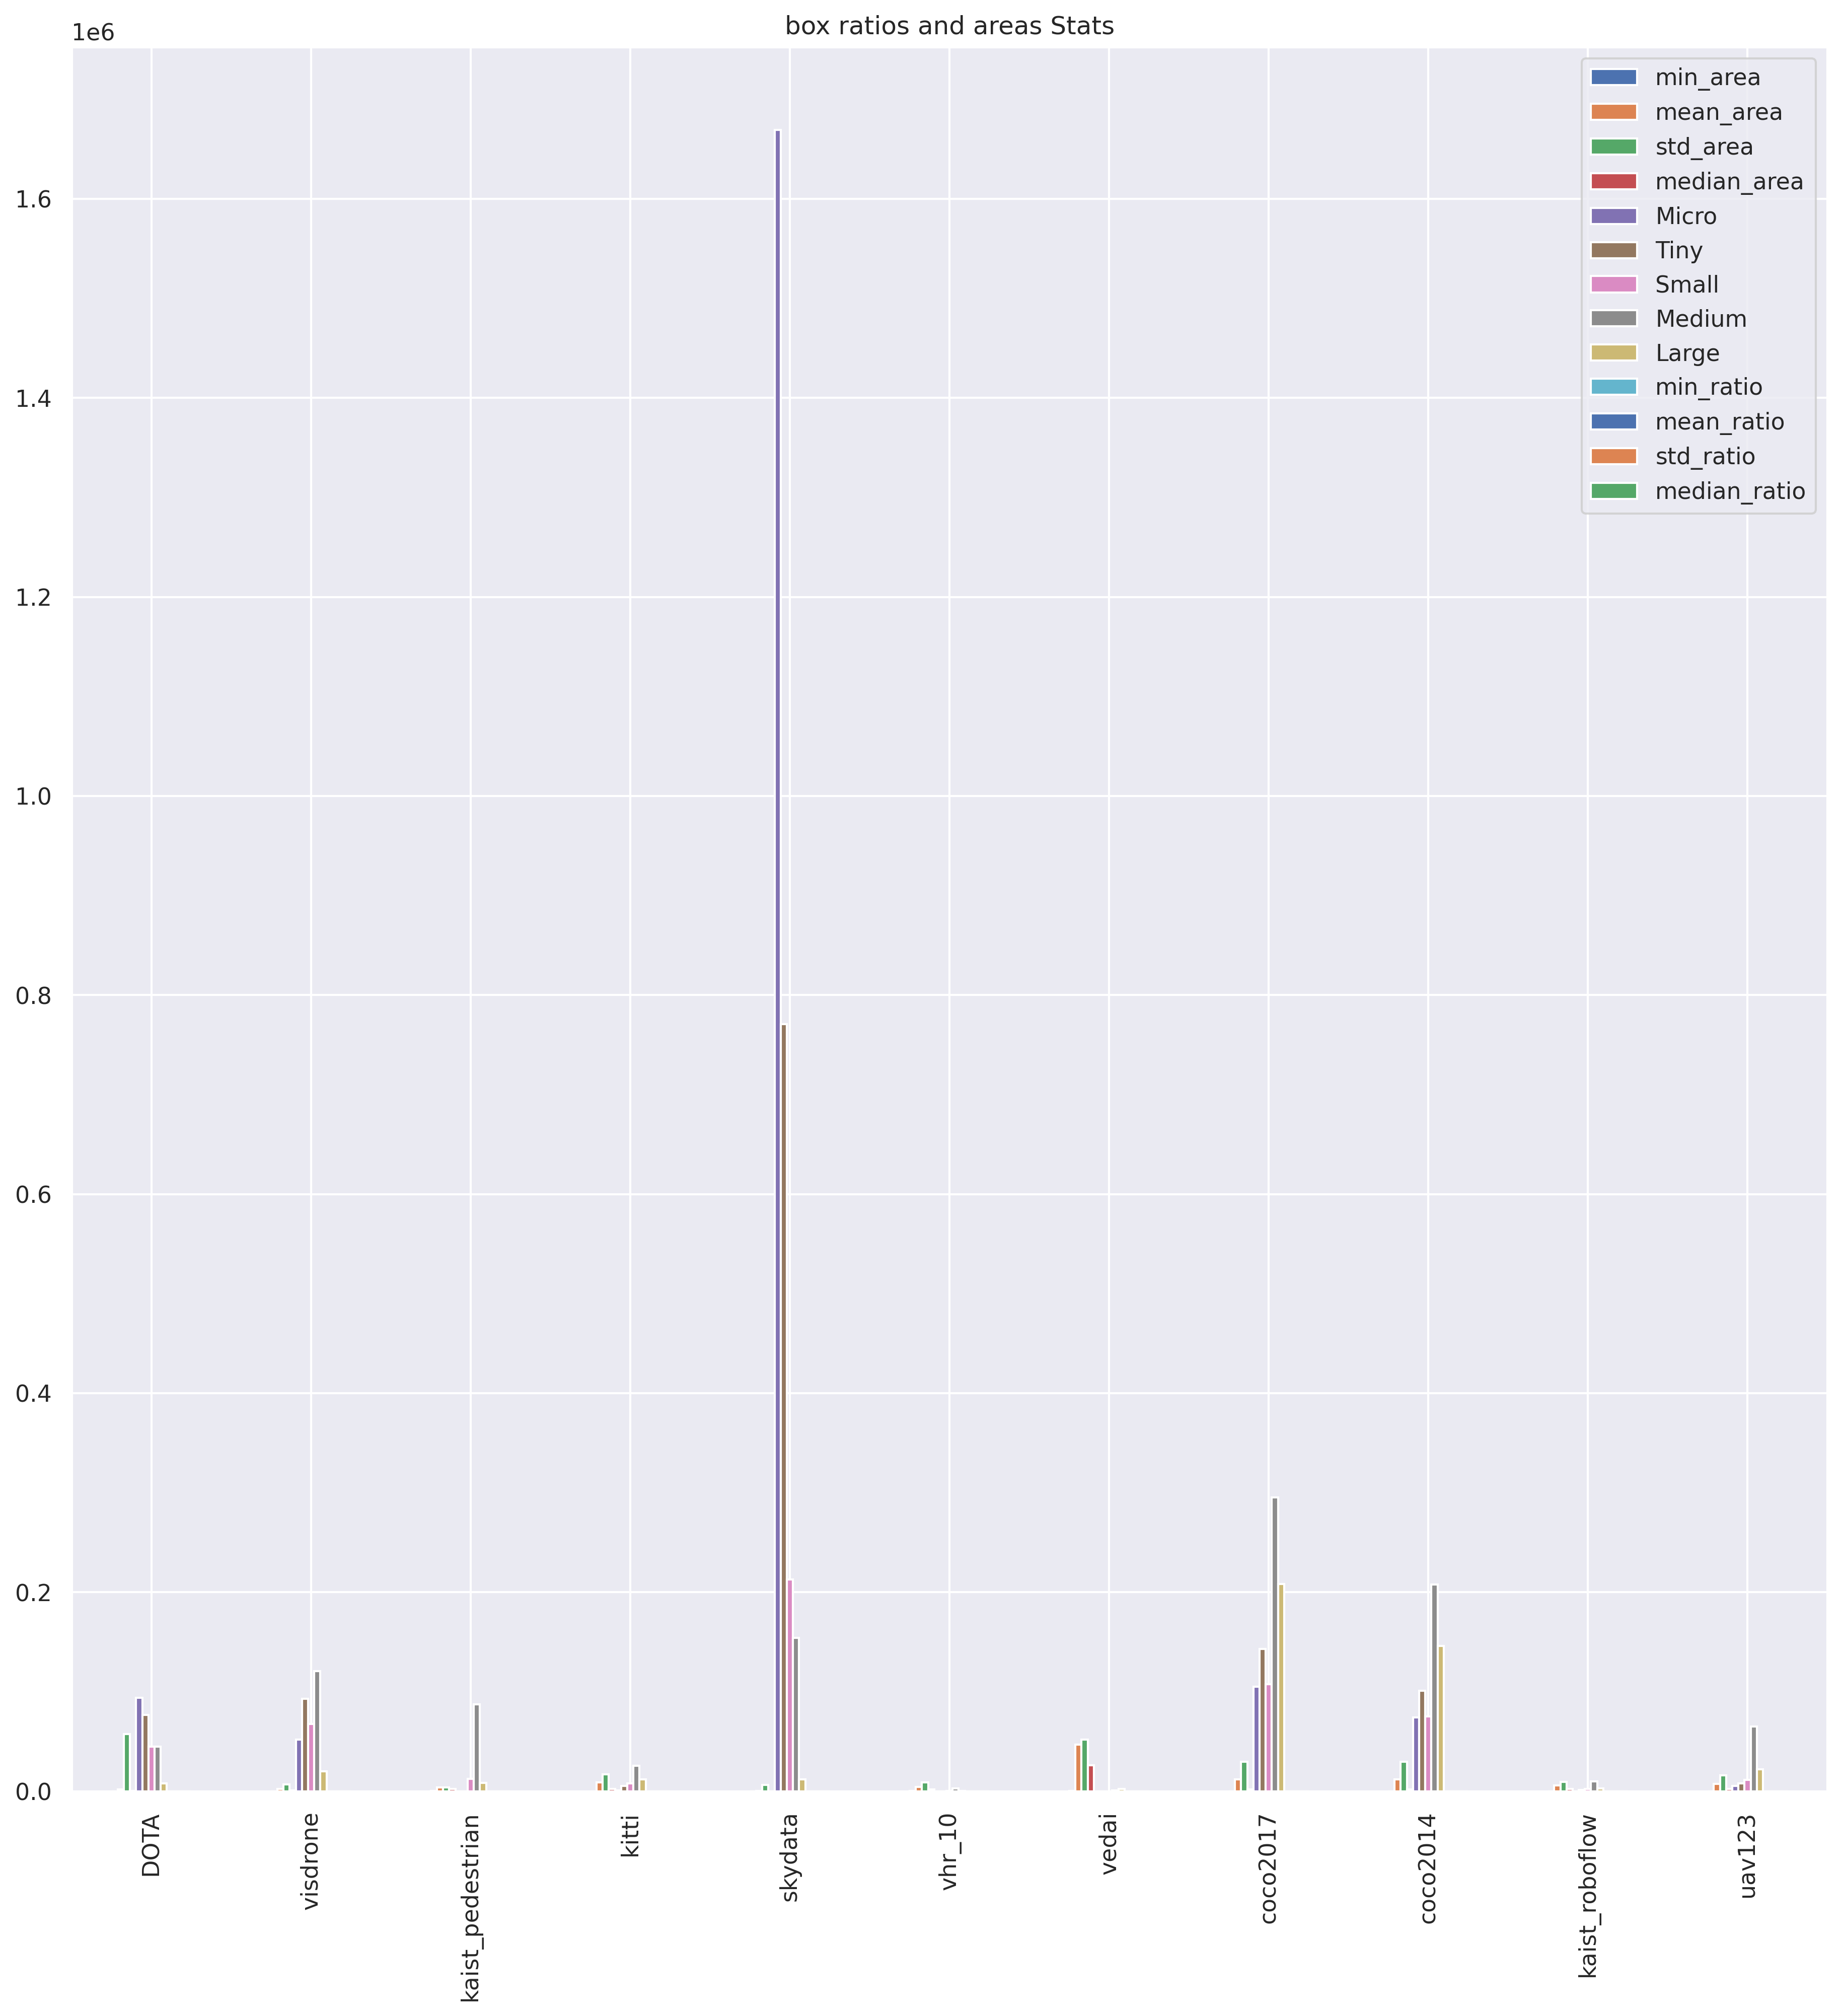 box ratios and areas Stats
1e6
min_area
mean_area
std_area
median_area
Micro
Tiny
Small
Medium
Large
min_ratio
mean_ratio
std_ratio
median_ratio
1.6
1.4
1.2
1.0
0.8
0.6
0.4
0.2
0.0
DOTA
visdrone
kaist_pedestrian
kitti
skydata
vhr_10
vedai
coco2017
coco2014
kaist_roboflow
uav123